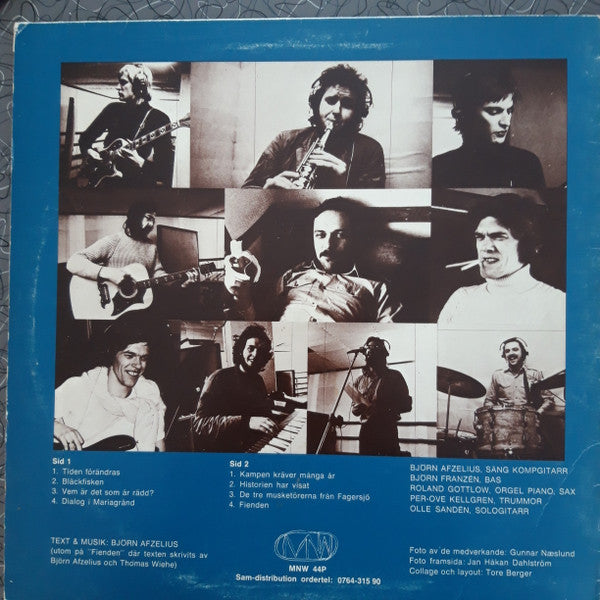 Sid 1
1. Tiden förändras
2. Bläckfisken
3. Vem är det som är rädd?
4. Dialog i Mariagränd
Sid 2
1. Kampen kräver många år
2. Historien har visat
3. De tre musketörerna från Fagersjö
4. Fienden
BJÖRN AFZELIUS, SÅNG KOMPGITARR
BJÖRN FRANZÉN, BAS
ROLAND GOTTLOW, ORGEL PIANO, SAX
PER-OVE KELLGREN, TRUMMOR
OLLE SANDÉN, SOLOGITARR
TEXT & MUSIK: BJÖRN AFZELIUS
(utom på "Fienden" där texten skrivits av
Björn Afzelius och Thomas Wiehe)
MNW
MNW 44P
Sam-distribution ordertel: 0764-315 90
Foto av de medverkande: Gunnar Næslund
Foto framsida: Jan Håkan Dahlström
Collage och layout: Tore Berger